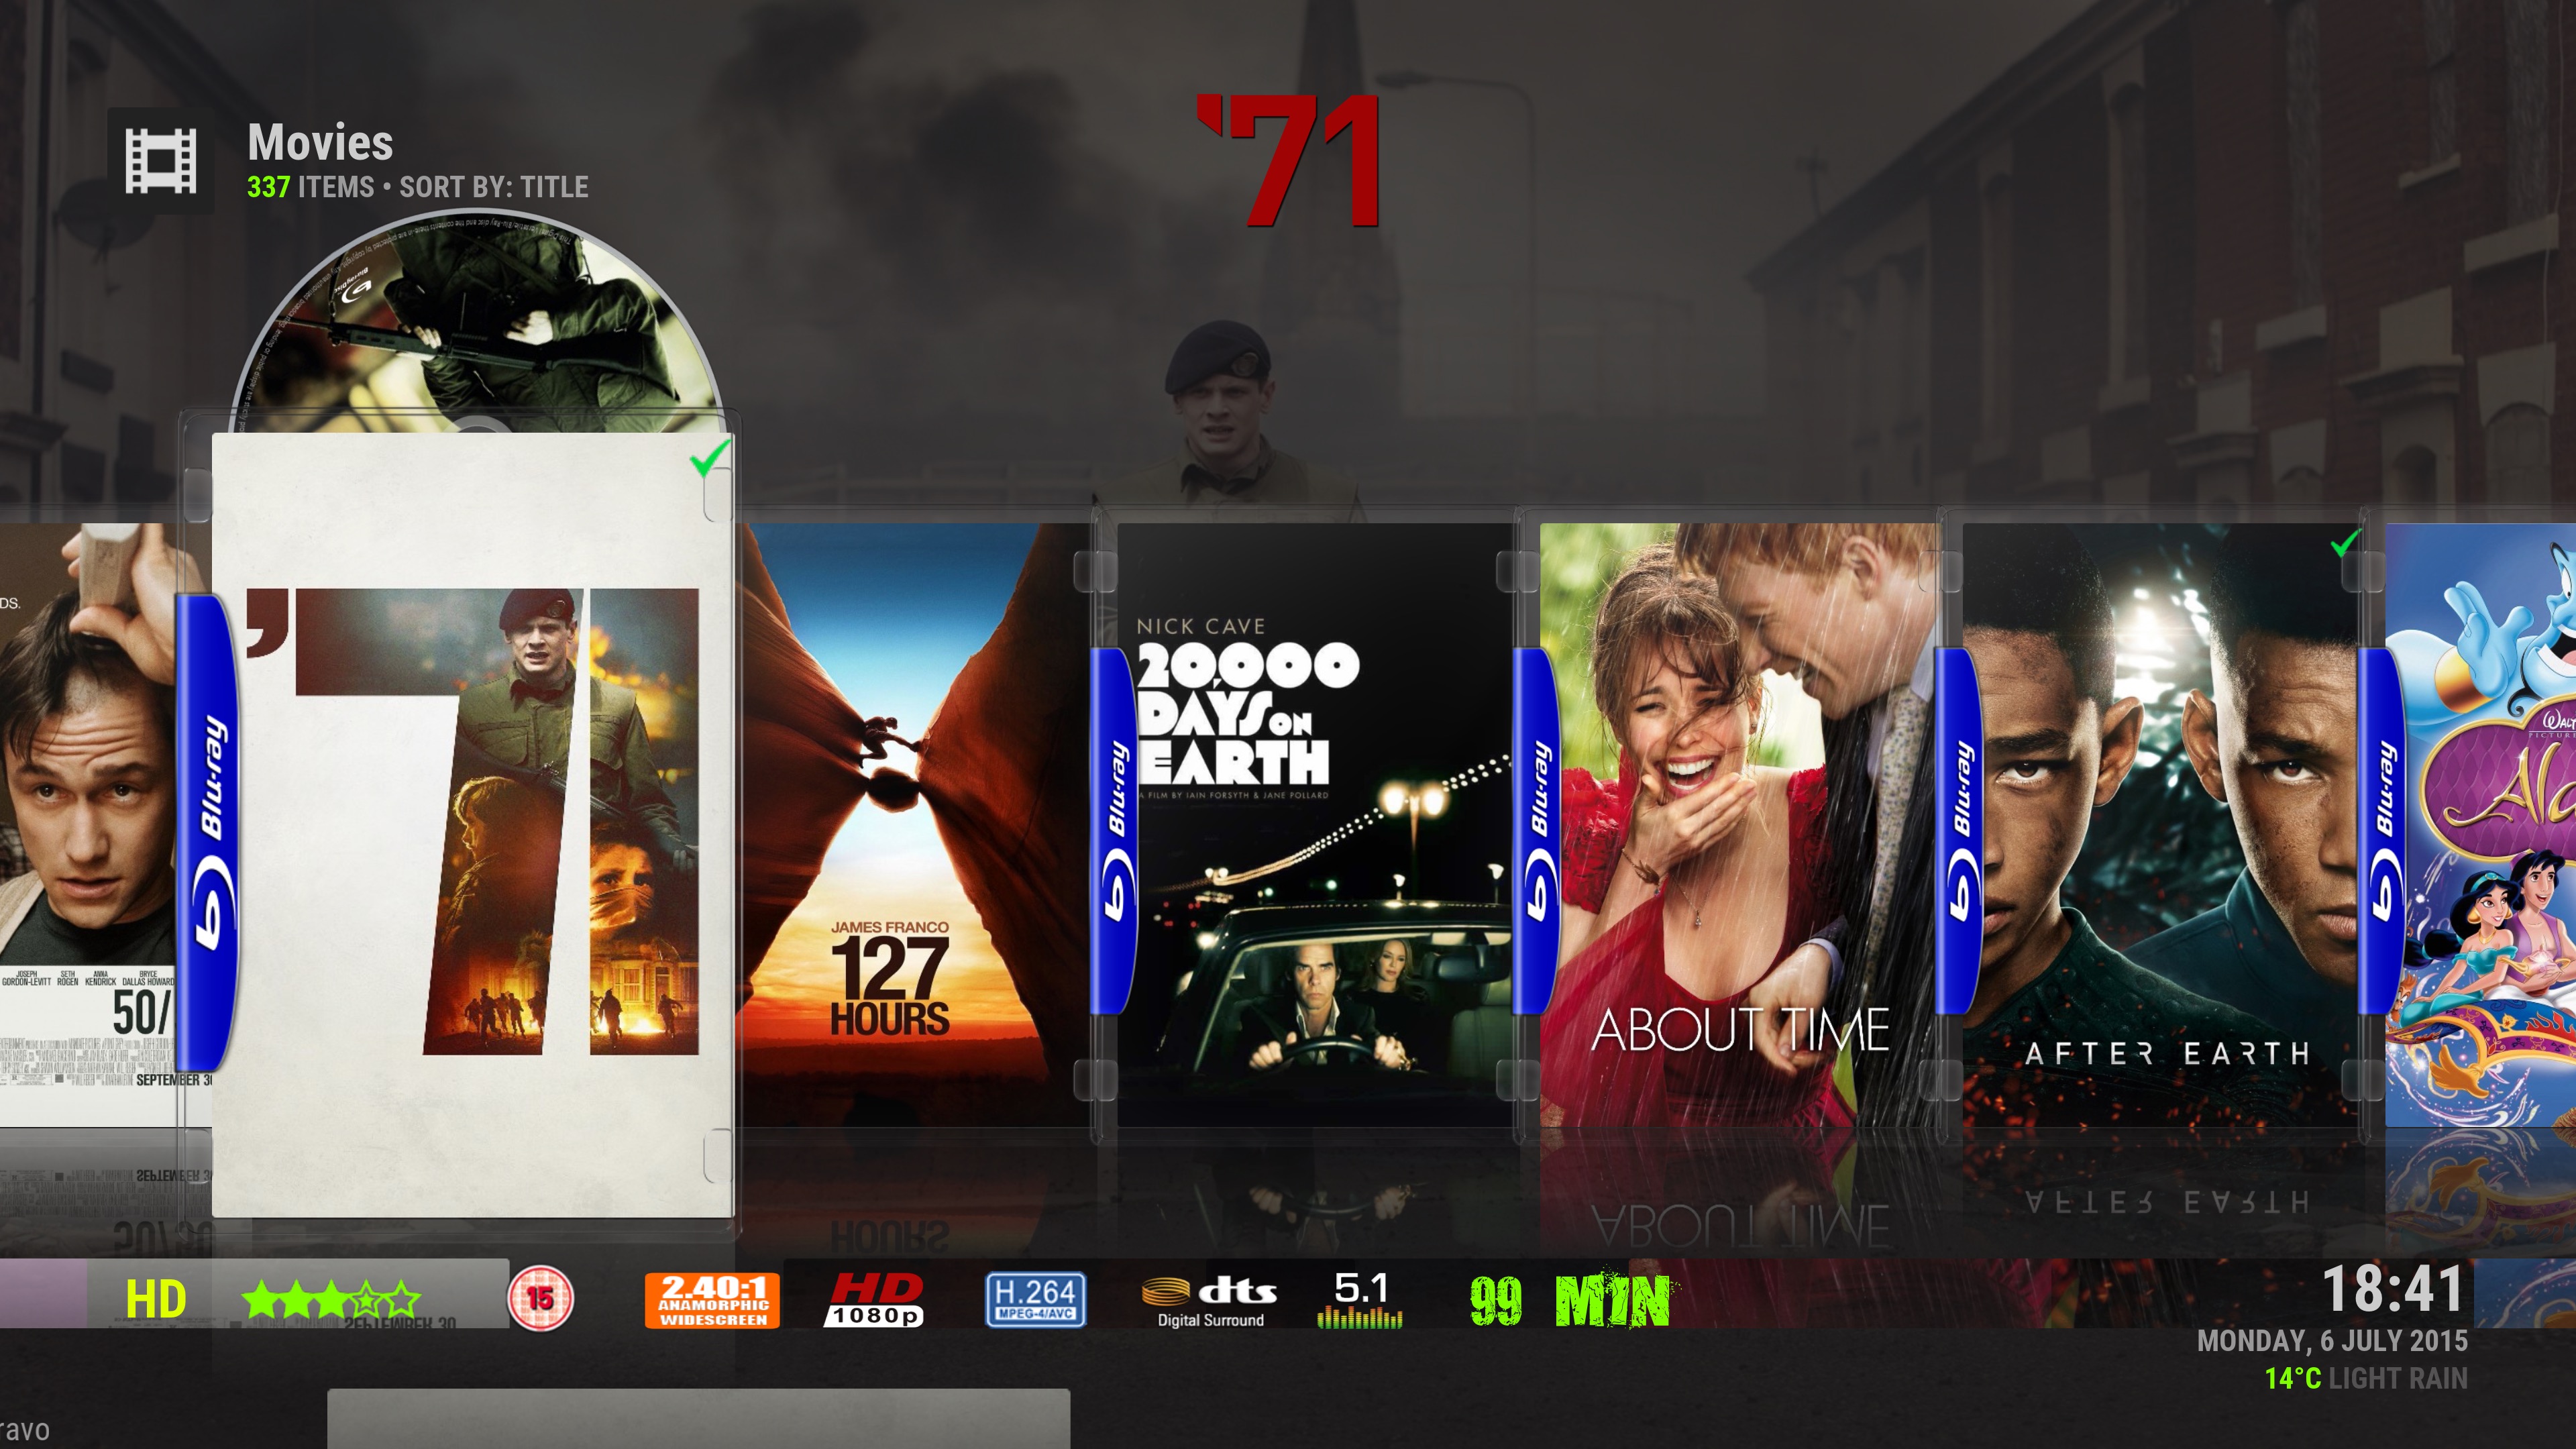 Movies
337 ITEMS • SORT BY: TITLE
'71
DS.
JOSEPH GORDON-LEVITT SETH ROGEN ANNA KENDRICK BRYCE DALLAS HOWARD
50/
SEPTEMBER 30
Blu-ray
'71
JAMES FRANCO
127
HOURS
Blu-ray
NICK CAVE
20,000
DAYS ON
EARTH
A FILM BY IAIN FORSYTH & JANE POLLARD
Blu-ray
ABOUT TIME
Blu-ray
AFTER EARTH
Blu-ray
WALT
PICTURE
Ala
HD
15
2.40:1
ANAMORPHIC
WIDESCREEN
HD
1080p
H.264
MPEG-4/AVC
dts
Digital Surround
5.1
99 MIN
18:41
MONDAY, 6 JULY 2015
14°C LIGHT RAIN
ravo